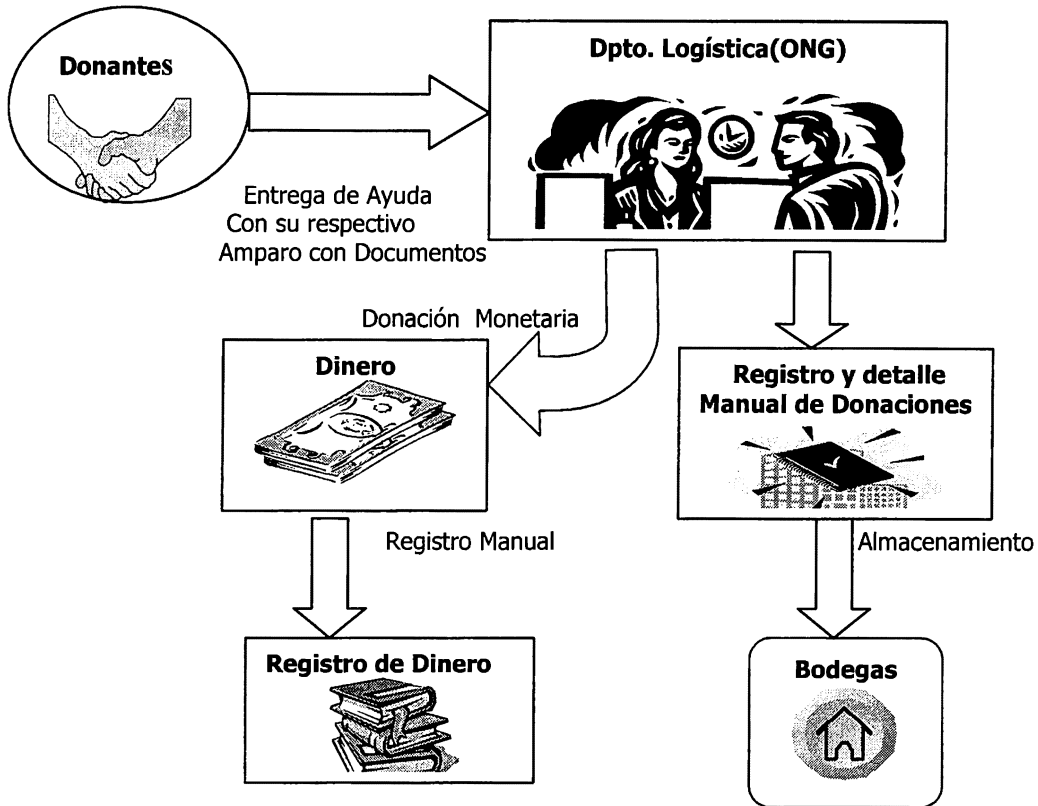 Donantes
Dpto. Logística(ONG)
Entrega de Ayuda
Con su respectivo
Amparo con Documentos
Donación Monetaria
Dinero
Registro y detalle
Manual de Donaciones
Registro Manual
Almacenamiento
Registro de Dinero
Bodegas